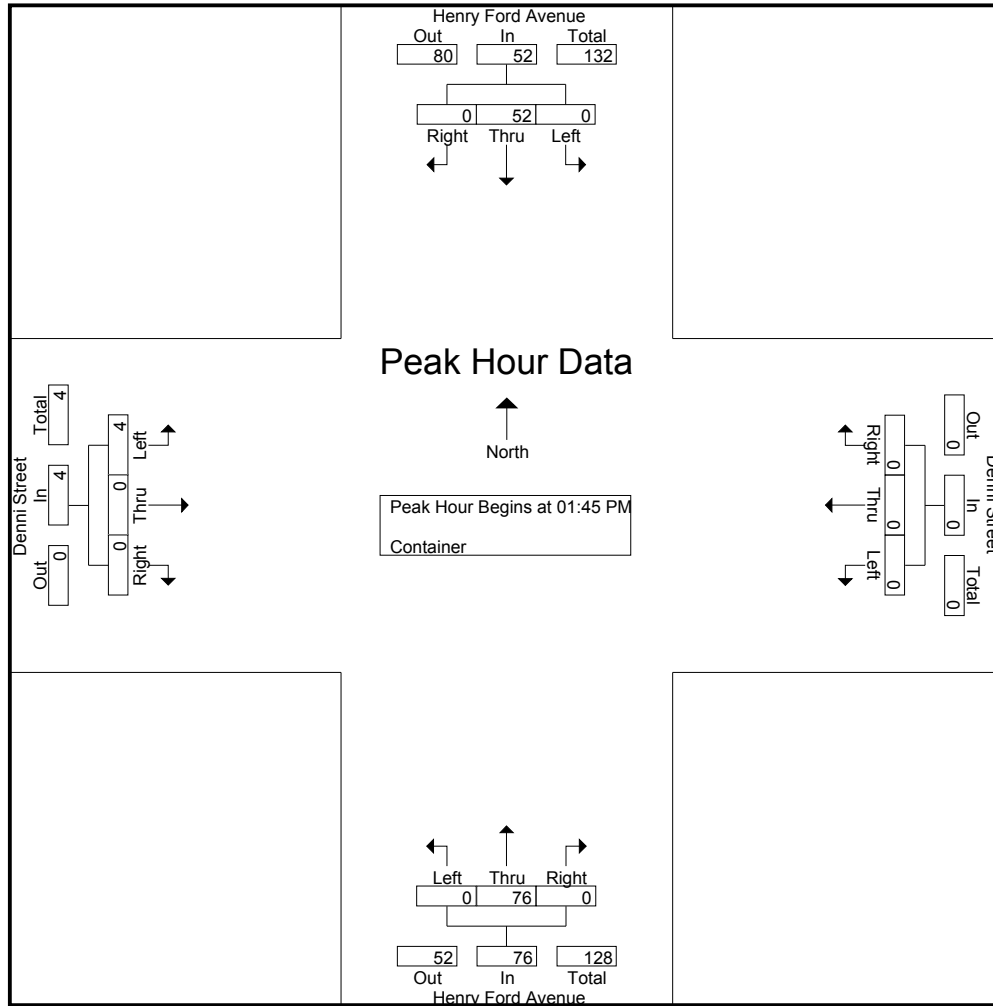 Henry Ford Avenue
Out In Total
80 52 132
0 52 0
Right Thru Left
Peak Hour Data
North
Peak Hour Begins at 01:45 PM
Container
Denni Street
Out In Total
0 4 4
Right Thru Left
0 0 4
Denni Street
Out In Total
0 0 0
Right Thru Left
0 0 0
Left Thru Right
0 76 0
52 76 128
Out In Total
Henry Ford Avenue